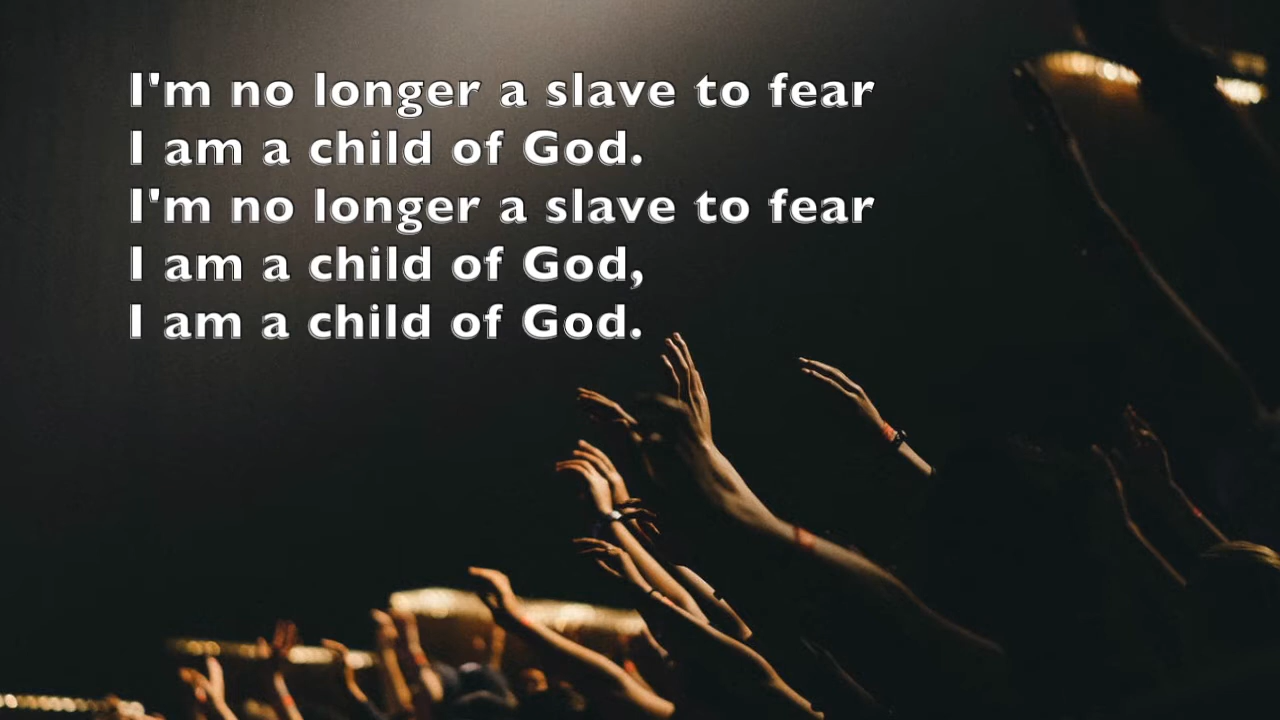 I'm no longer a slave to fear
I am a child of God.
I'm no longer a slave to fear
I am a child of God,
I am a child of God.